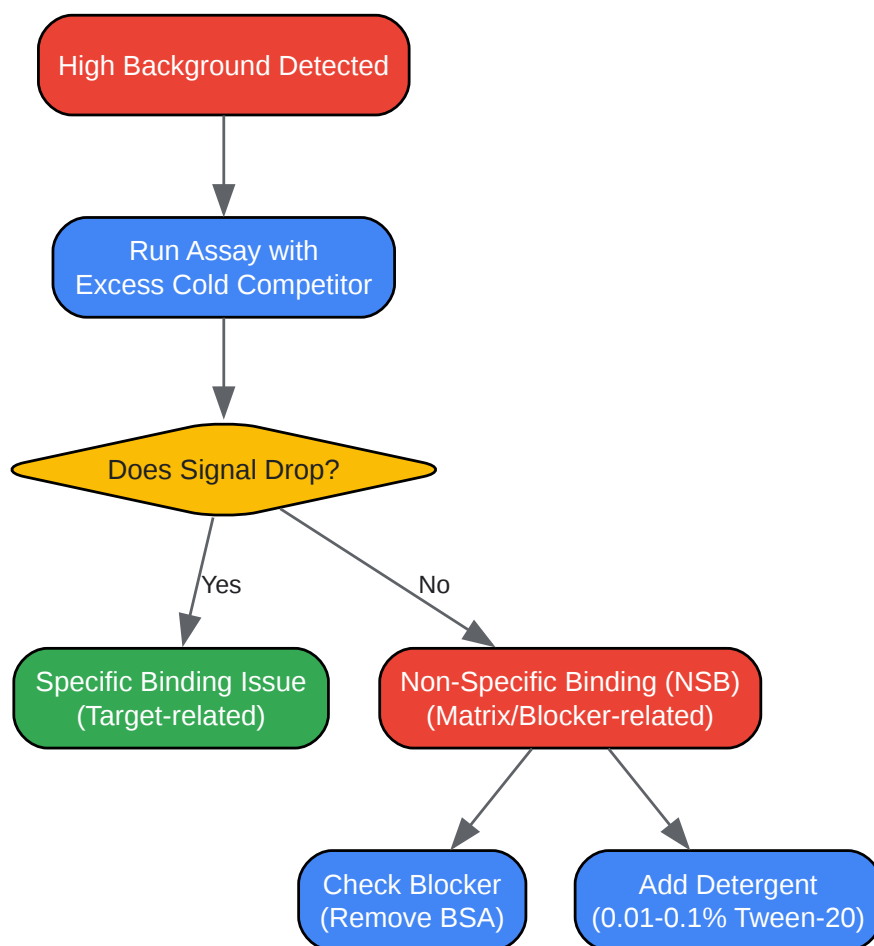 High Background Detected
Run Assay with
Excess Cold Competitor
Does Signal Drop?
Yes
No
Specific Binding Issue
(Target-related)
Non-Specific Binding (NSB)
(Matrix/Blocker-related)
Check Blocker
(Remove BSA)
Add Detergent
(0.01-0.1% Tween-20)